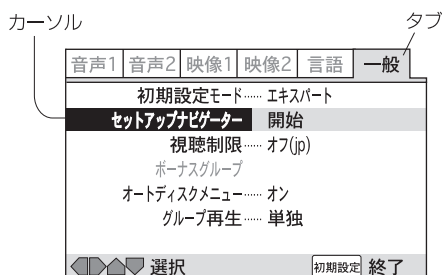 カーソル
タブ
音声1 音声2 映像1 映像2 言語 一般
初期設定モード…… エキスパート
セットアップナビゲーター 開始
視聴制限…… オフ(jp)
ボーナスグループ
オートディスクメニュー…… オン
グループ再生…… 単独
選択 初期設定 終了